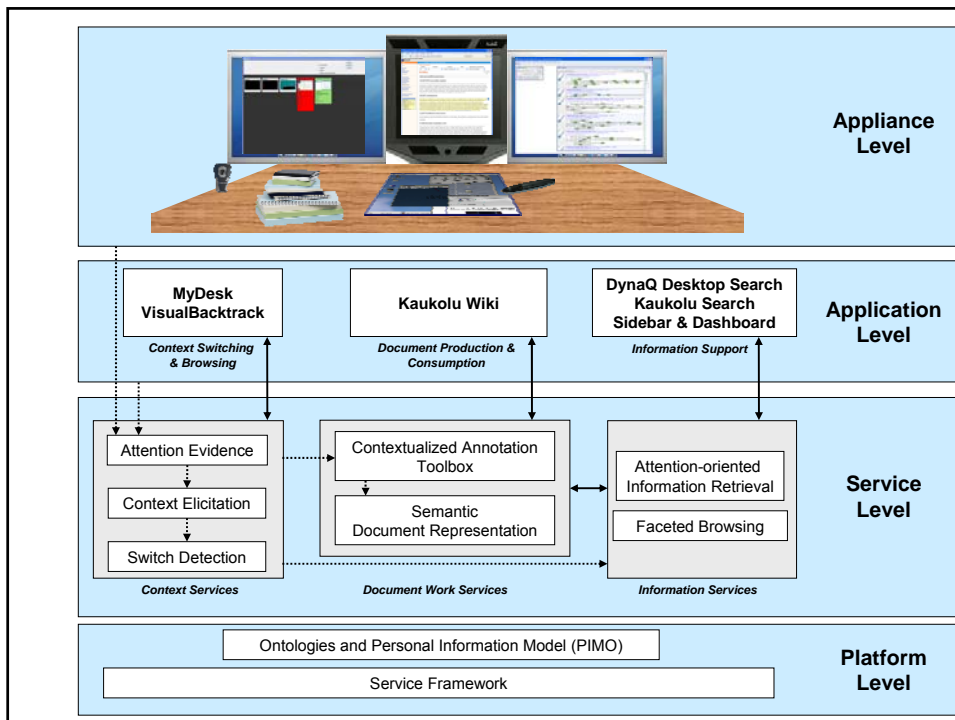 Appliance
Level
MyDesk
VisualBacktrack
Kaukolu Wiki
DynaQ Desktop Search
Kaukolu Search
Sidebar & Dashboard
Application
Level
Context Switching
& Browsing
Document Production &
Consumption
Information Support
Attention Evidence
Context Elicitation
Switch Detection
Contextualized Annotation
Toolbox
Semantic
Document Representation
Attention-oriented
Information Retrieval
Faceted Browsing
Service
Level
Context Services
Document Work Services
Information Services
Ontologies and Personal Information Model (PIMO)
Service Framework
Platform
Level